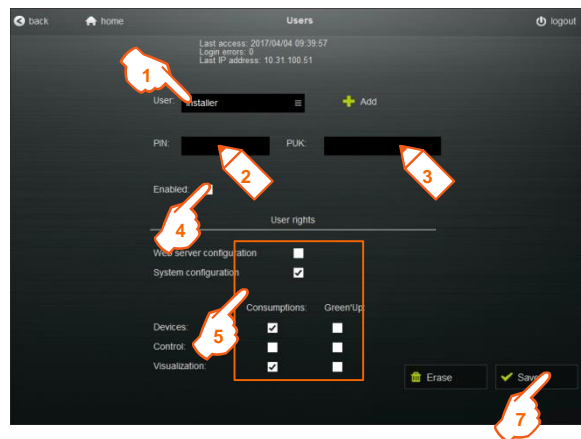 back home Users logout
Last access: 2017/04/04 09:39:57
Login errors: 0
Last IP address: 10.31.100.51
1
User: Installer Add
PIN: PUK:
2 3
Enabled:
4
User rights
Web server configuration
System configuration
Consumptions: Green'Up:
Devices:
5
Control:
Visualization:
Erase Save
7